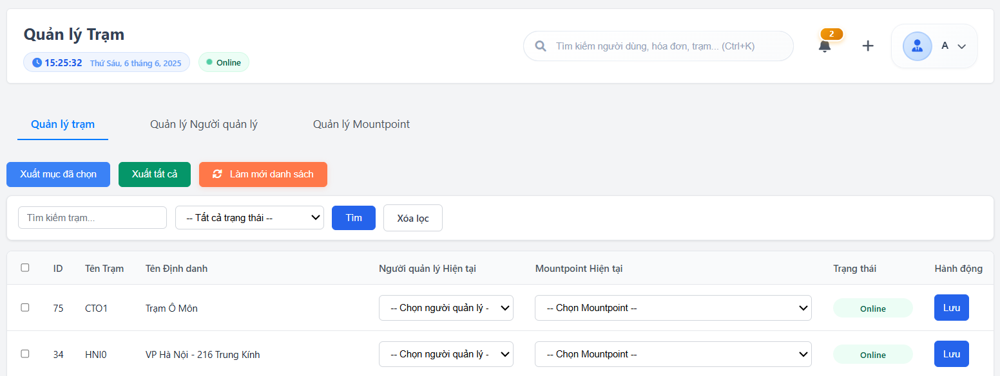 Quản lý Trạm
15:25:32 Thứ Sáu, 6 tháng 6, 2025 Online
Tìm kiếm người dùng, hóa đơn, trạm... (Ctrl+K)
2
A
Quản lý trạm Quản lý Người quản lý Quản lý Mountpoint
Xuất mục đã chọn Xuất tất cả Làm mới danh sách
Tìm kiếm trạm... -- Tất cả trạng thái -- Tìm Xóa lọc
ID Tên Trạm Tên Định danh Người quản lý Hiện tại Mountpoint Hiện tại Trạng thái Hành động
75 CTO1 Trạm Ô Môn -- Chọn người quản lý - -- Chọn Mountpoint -- Online Lưu
34 HNI0 VP Hà Nội - 216 Trung Kính -- Chọn người quản lý - -- Chọn Mountpoint -- Online Lưu